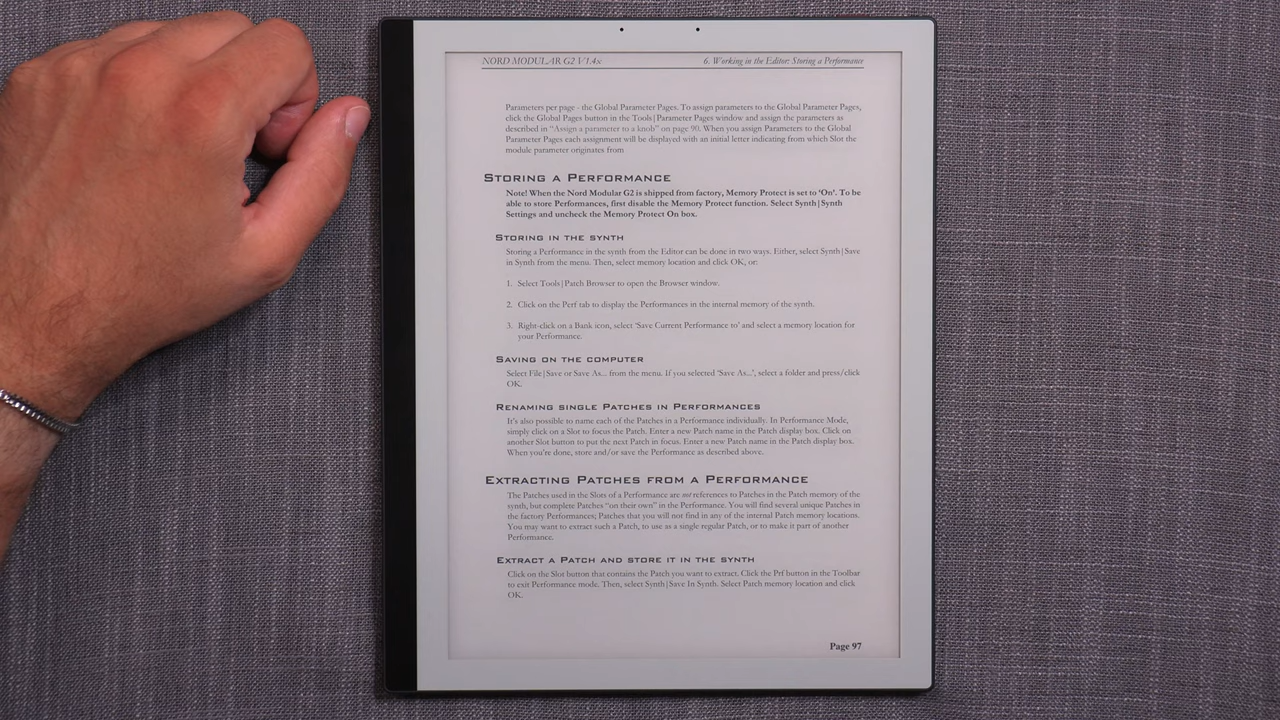 NORD MODULAR G2 V1.4x 6. Working in the Editor: Storing a Performance
Parameters per page - the Global Parameter Pages. To assign parameters to the Global Parameter Pages,
click the Global Pages button in the Tools|Parameter Pages window and assign the parameters as
described in “Assign a parameter to a knob” on page 90. When you assign Parameters to the Global
Parameter Pages each assignment will be displayed with an initial letter indicating from which Slot the
module parameter originates from
STORING A PERFORMANCE
Note! When the Nord Modular G2 is shipped from factory, Memory Protect is set to ‘On’. To be
able to store Performances, first disable the Memory Protect function. Select Synth|Synth
Settings and uncheck the Memory Protect On box.
STORING IN THE SYNTH
Storing a Performance in the synth from the Editor can be done in two ways. Either, select Synth|Save
in Synth from the menu. Then, select memory location and click OK, or:
1. Select Tools|Patch Browser to open the Browser window.
2. Click on the Perf tab to display the Performances in the internal memory of the synth.
3. Right-click on a Bank icon, select ‘Save Current Performance to’ and select a memory location for
your Performance.
SAVING ON THE COMPUTER
Select File|Save or Save As... from the menu. If you selected ‘Save As...’, select a folder and press/click
OK.
RENAMING SINGLE PATCHES IN PERFORMANCES
It’s also possible to name each of the Patches in a Performance individually. In Performance Mode,
simply click on a Slot to focus the Patch. Enter a new Patch name in the Patch display box. Click on
another Slot button to put the next Patch in focus. Enter a new Patch name in the Patch display box.
When you’re done, store and/or save the Performance as described above.
EXTRACTING PATCHES FROM A PERFORMANCE
The Patches used in the Slots of a Performance are not references to Patches in the Patch memory of the
synth, but complete Patches “on their own” in the Performance. You will find several unique Patches in
the factory Performances; Patches that you will not find in any of the internal Patch memory locations.
You may want to extract such a Patch, to use as a single regular Patch, or to make it part of another
Performance.
EXTRACT A PATCH AND STORE IT IN THE SYNTH
Click on the Slot button that contains the Patch you want to extract. Click the Prf button in the Toolbar
to exit Performance mode. Then, select Synth|Save In Synth. Select Patch memory location and click
OK.
Page 97